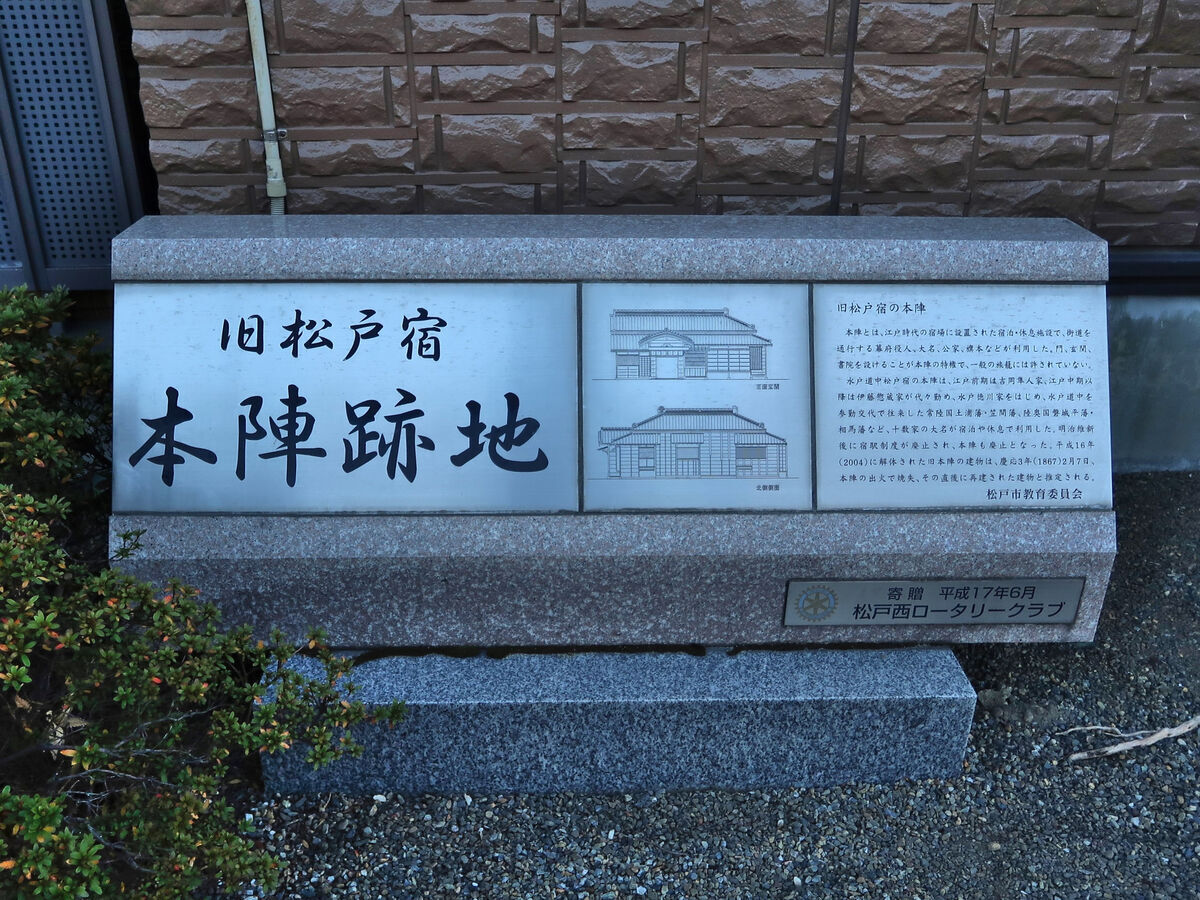 旧松戸宿
本陣跡地
正面玄関
北側側面
旧松戸宿の本陣
本陣とは、江戸時代の宿場に設置された宿泊・休息施設で、街道を
通行する幕府役人、大名、公家、旗本などが利用した。門、玄関、
書院を設けることが本陣の特権で、一般の旅籠には許されていない。
水戸道中松戸宿の本陣は、江戸前期は吉岡隼人家、江戸中期以
降は伊藤惣蔵家が代々勤め、水戸徳川家をはじめ、水戸道中を
参勤交代で往来した常陸国土浦藩・笠間藩、陸奥国磐城平藩・
相馬藩など、十数家の大名が宿泊や休息で利用した。明治維新
後に宿駅制度が廃止され、本陣も廃止となった。平成16年
(2004)に解体された旧本陣の建物は、慶応3年(1867)2月7日、
本陣の出火で焼失、その直後に再建された建物と推定される。
松戸市教育委員会
寄贈 平成17年6月
松戸西ロータリークラブ